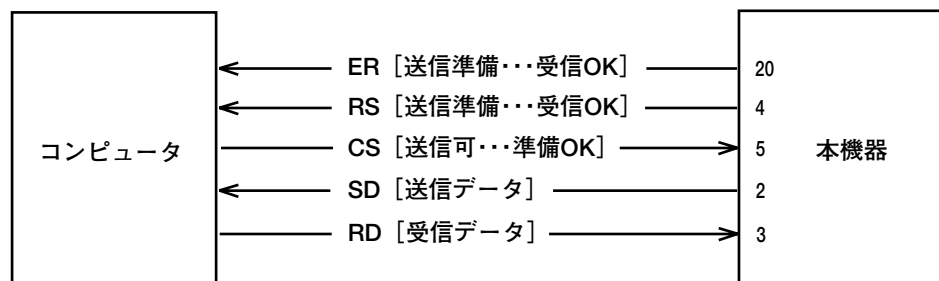 ER［送信準備･･･受信OK］ 20
RS［送信準備･･･受信OK］ 4
コンピュータ CS［送信可･･･準備OK］ 5 本機器
SD［送信データ］ 2
RD［受信データ］ 3